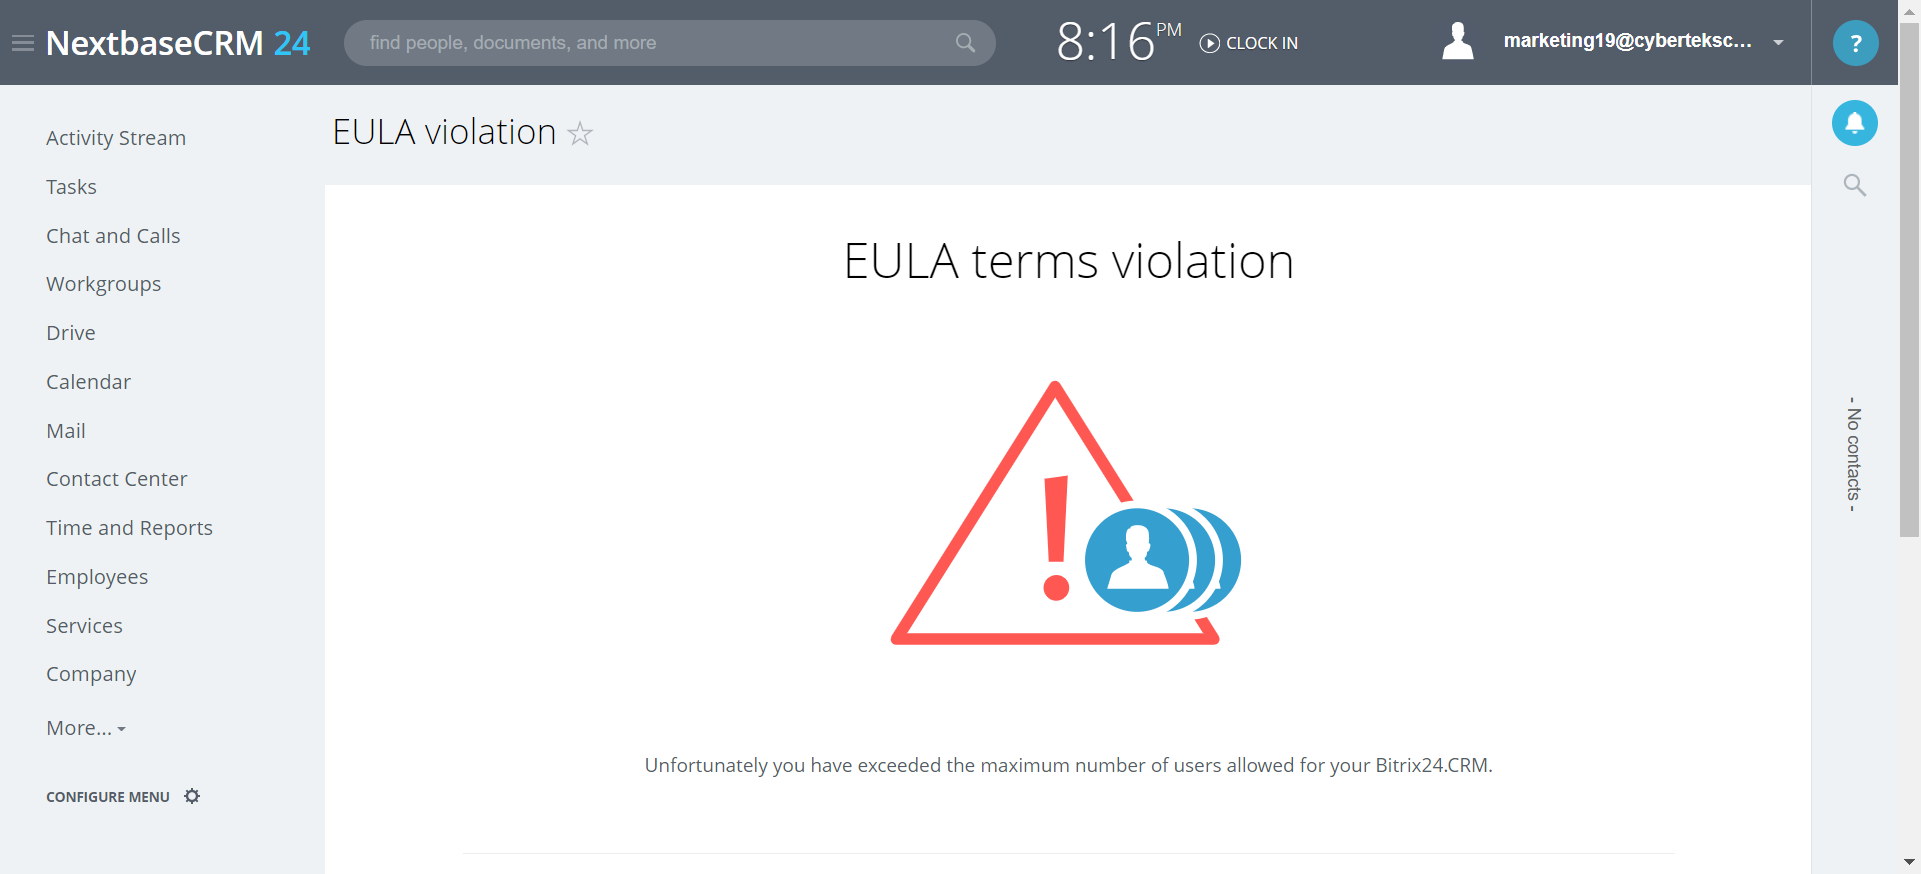 NextbaseCRM 24
find people, documents, and more
8:16 PM
CLOCK IN
marketing19@cyberteksc...
?
Activity Stream
Tasks
Chat and Calls
Workgroups
Drive
Calendar
Mail
Contact Center
Time and Reports
Employees
Services
Company
More...
CONFIGURE MENU
EULA violation
EULA terms violation
!
Unfortunately you have exceeded the maximum number of users allowed for your Bitrix24.CRM.
- No contacts -